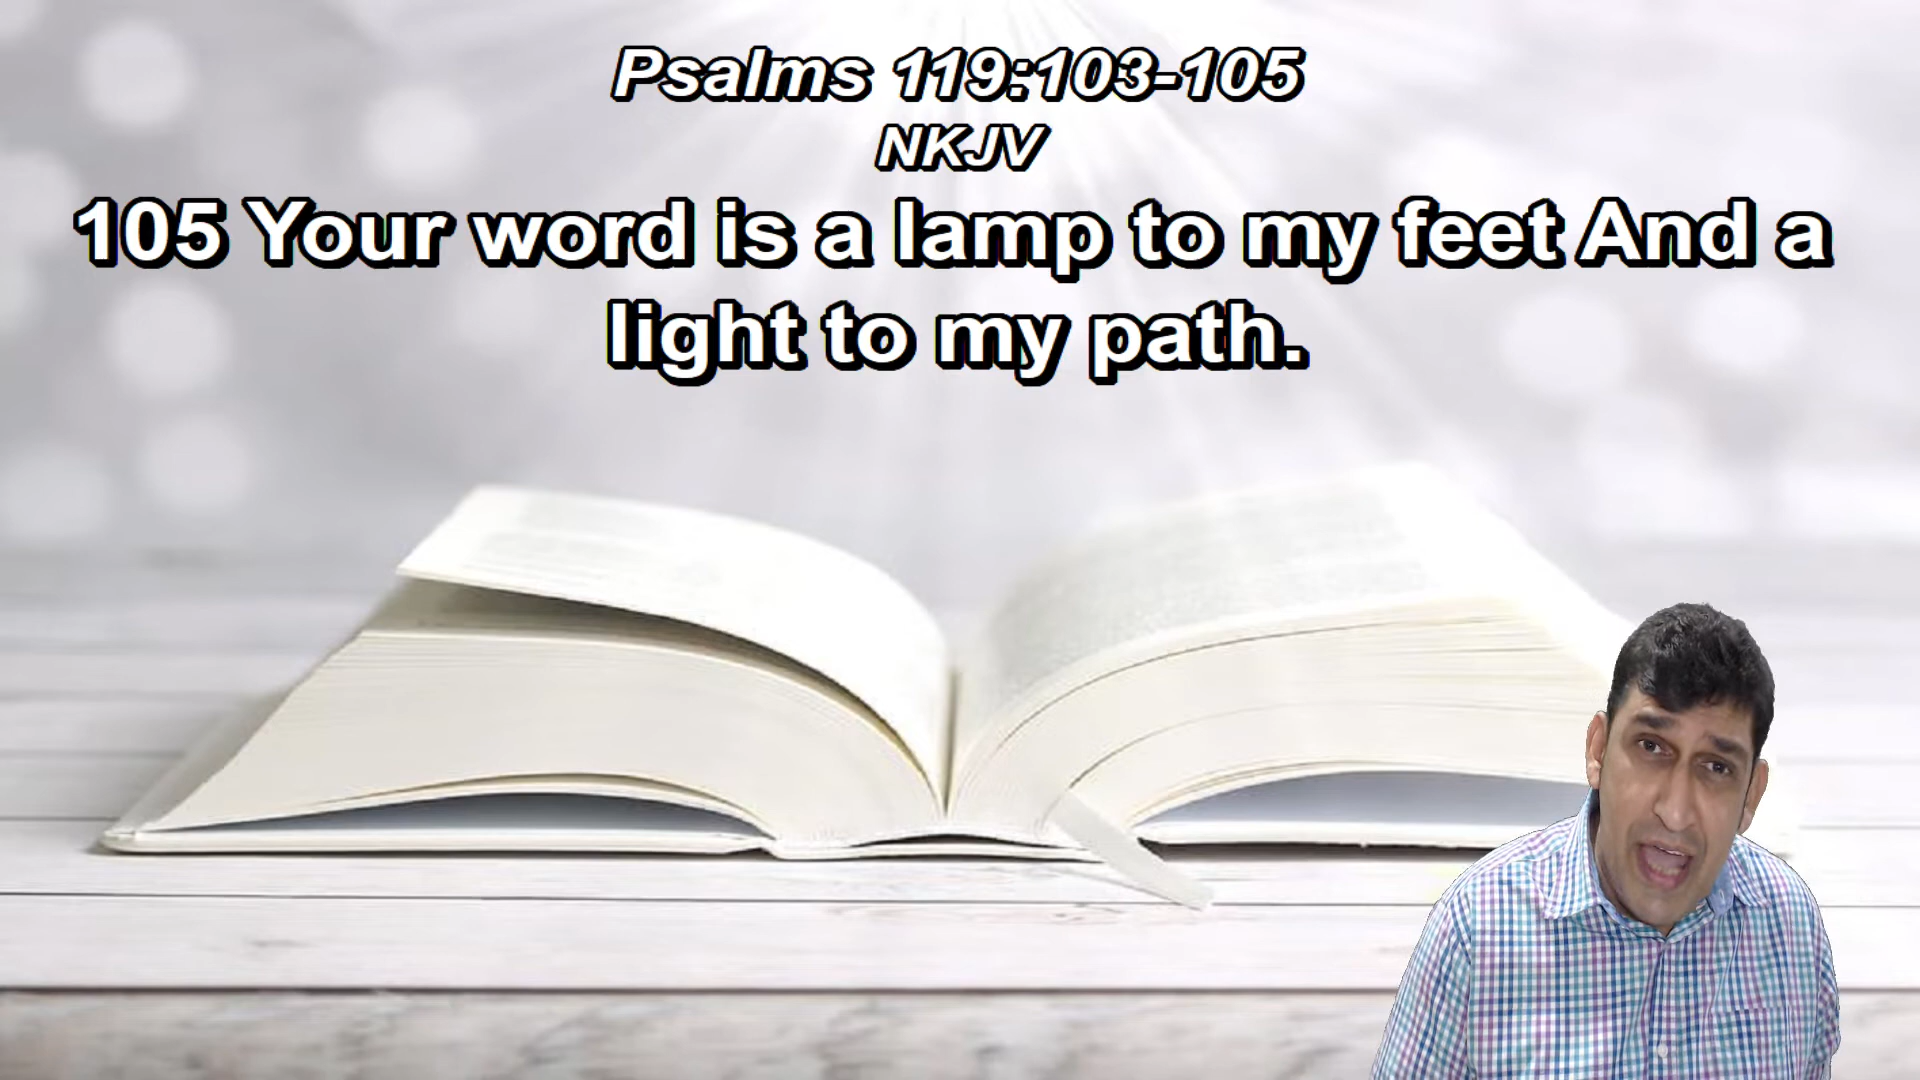 Psalms 119:103-105
NKJV
105 Your word is a lamp to my feet And a
light to my path.